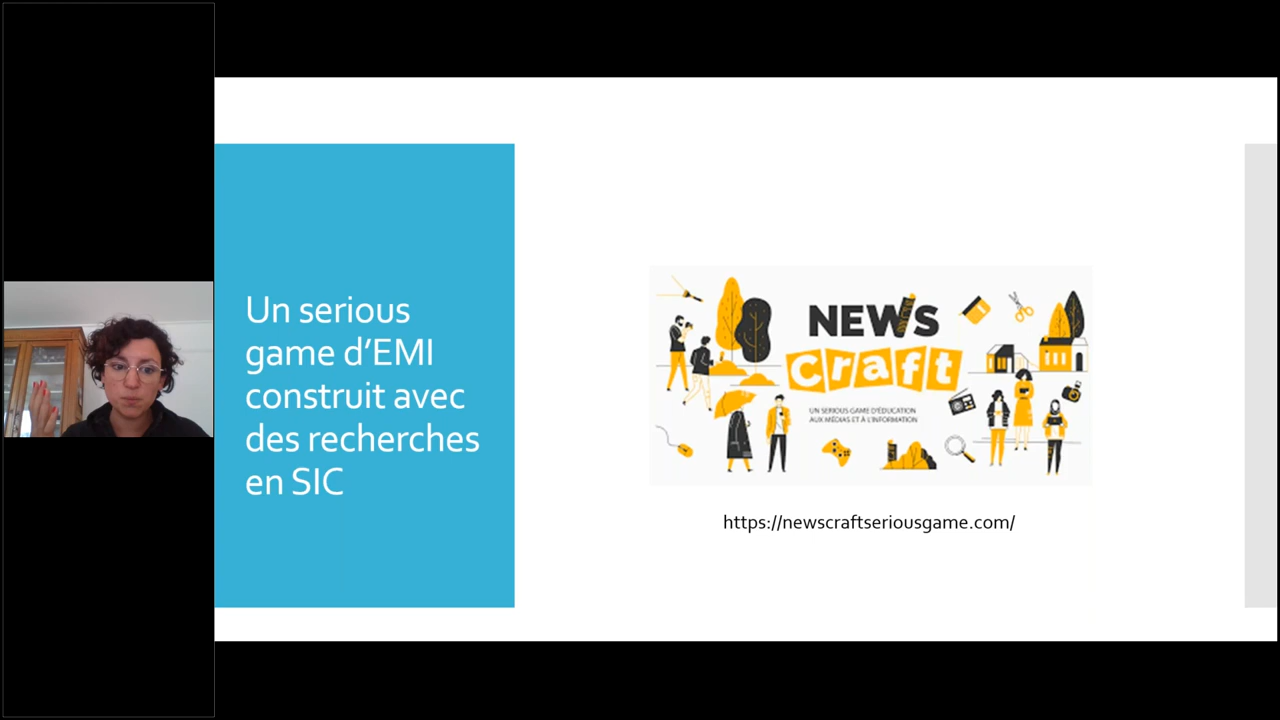 Un serious
game d’EMI
construit avec
des recherches
en SIC
NEWS
craft
UN SERIOUS GAME D'ÉDUCATION
AUX MÉDIAS ET À L'INFORMATION
https://newscraftseriousgame.com/